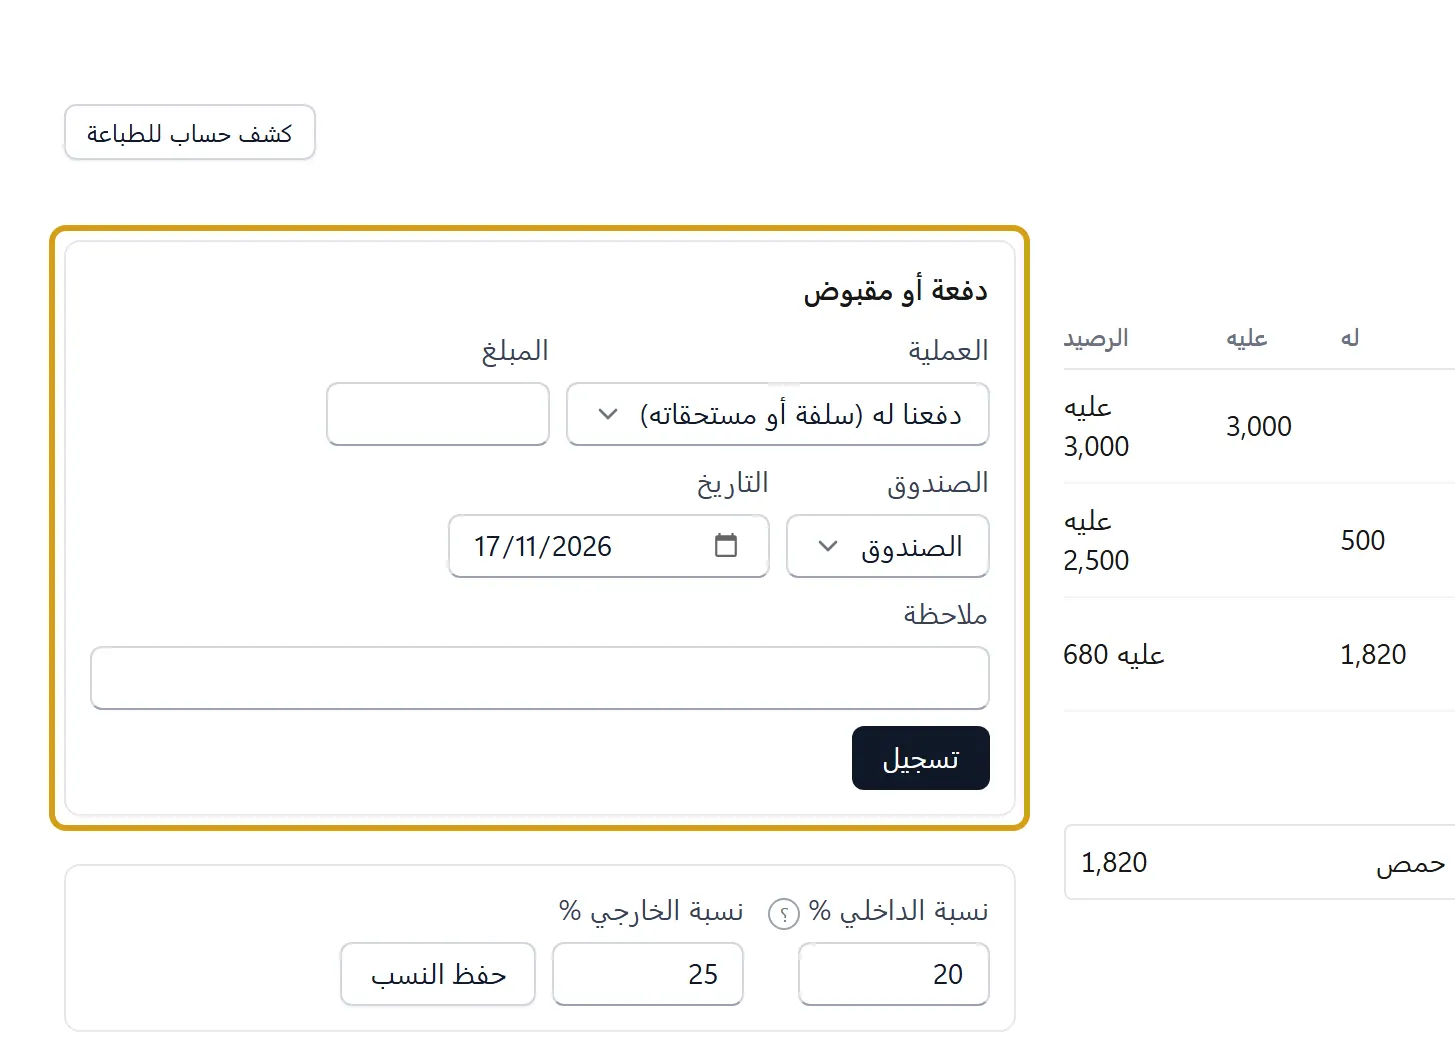 كشف حساب للطباعة
دفعة أو مقبوض
العملية
المبلغ
دفعنا له (سلفة أو مستحقاته)
الصندوق
التاريخ
الصندوق
17/11/2026
ملاحظة
تسجيل
نسبة الداخلي % ؟
نسبة الخارجي %
20
25
حفظ النسب
له
عليه
الرصيد
3,000
عليه
3,000
500
عليه
2,500
1,820
عليه 680
حمص
1,820